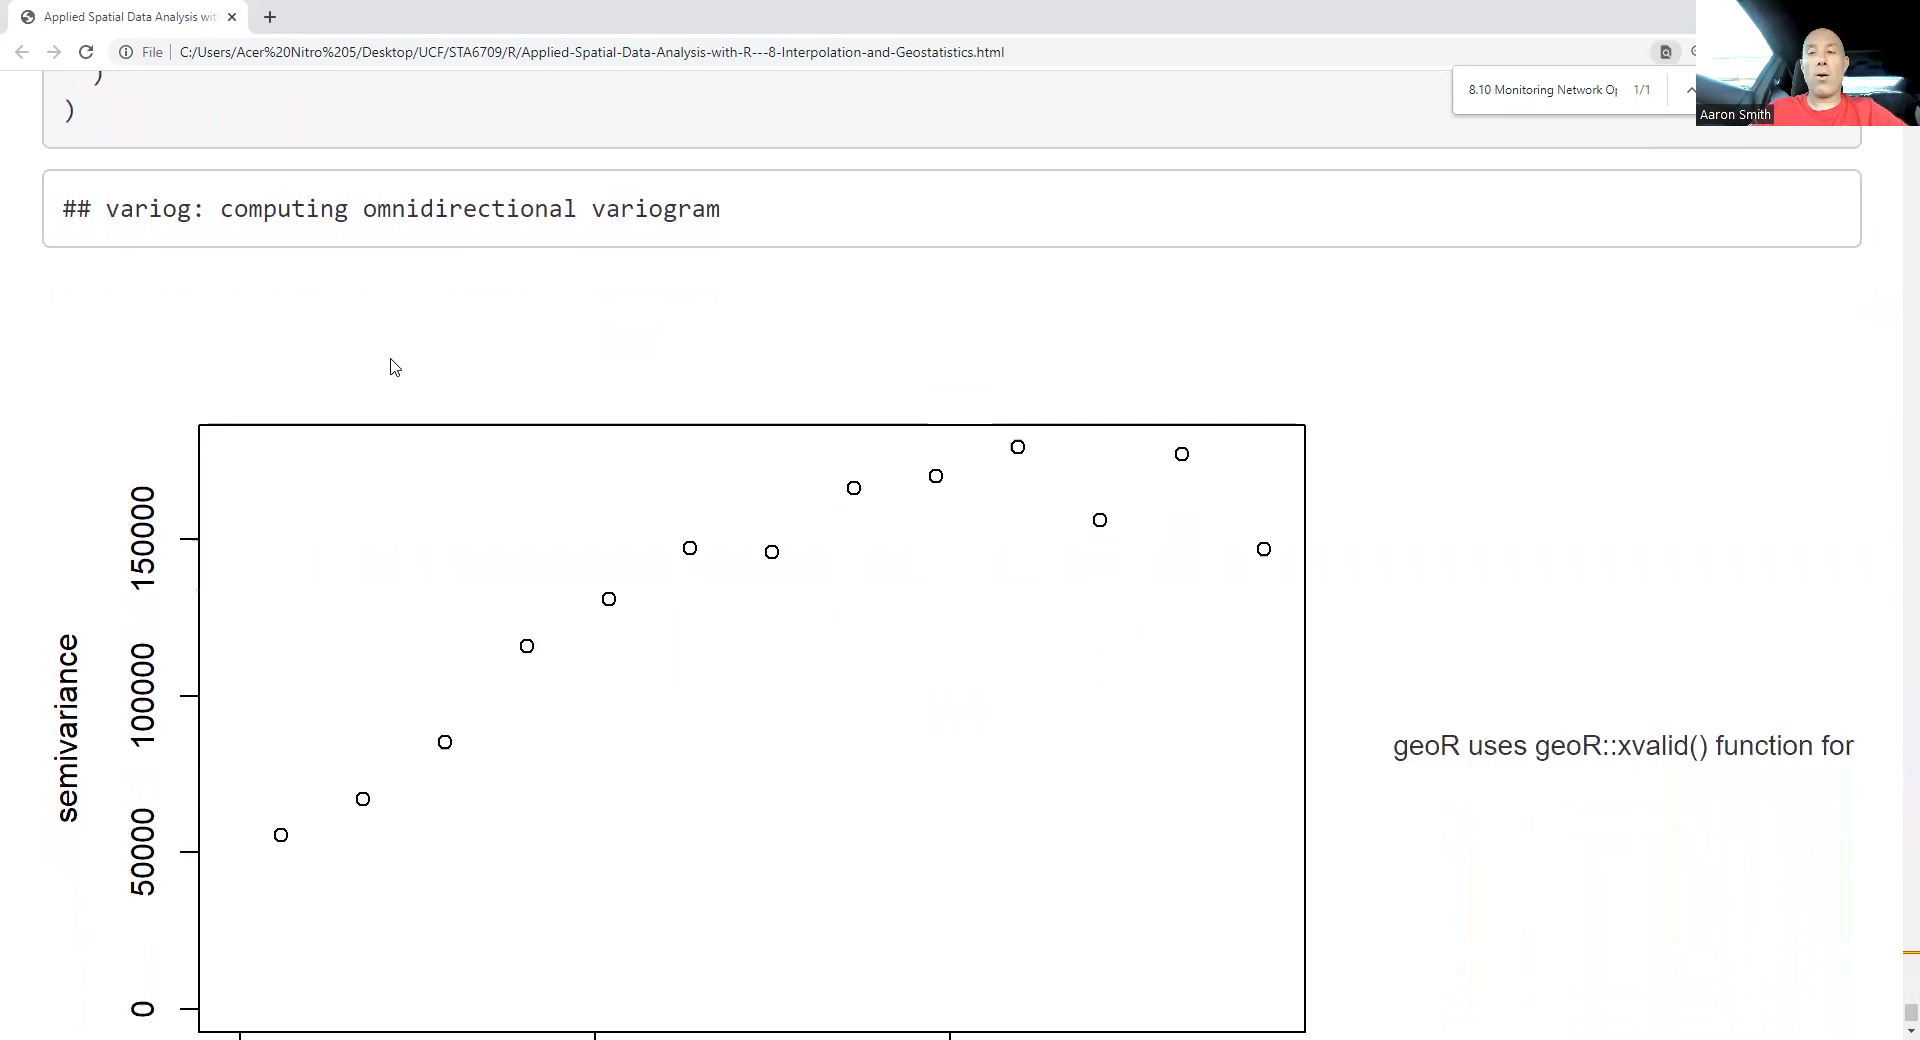 Applied Spatial Data Analysis wit
File
C:/Users/Acer%20Nitro%205/Desktop/UCF/STA6709/R/Applied-Spatial-Data-Analysis-with-R---8-Interpolation-and-Geostatistics.html
8.10 Monitoring Network Op
1/1
Aaron Smith
)
)
## variog: computing omnidirectional variogram
semivariance
150000
100000
50000
0
geoR uses geoR::xvalid() function for